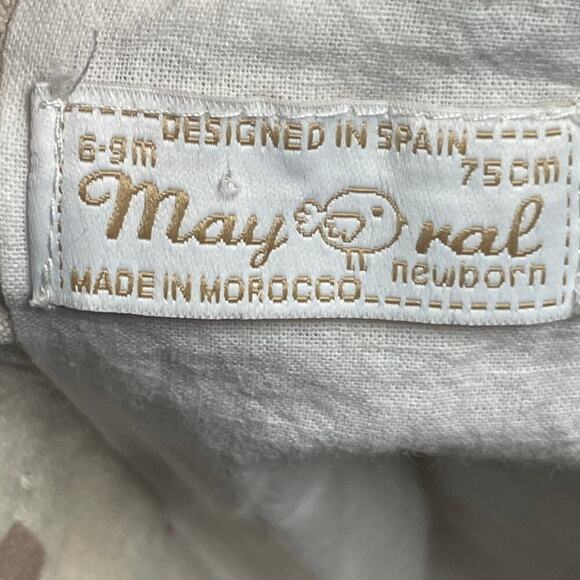 DESIGNED IN SPAIN
6-9m 75cm
Mayoral
newborn
MADE IN MOROCCO